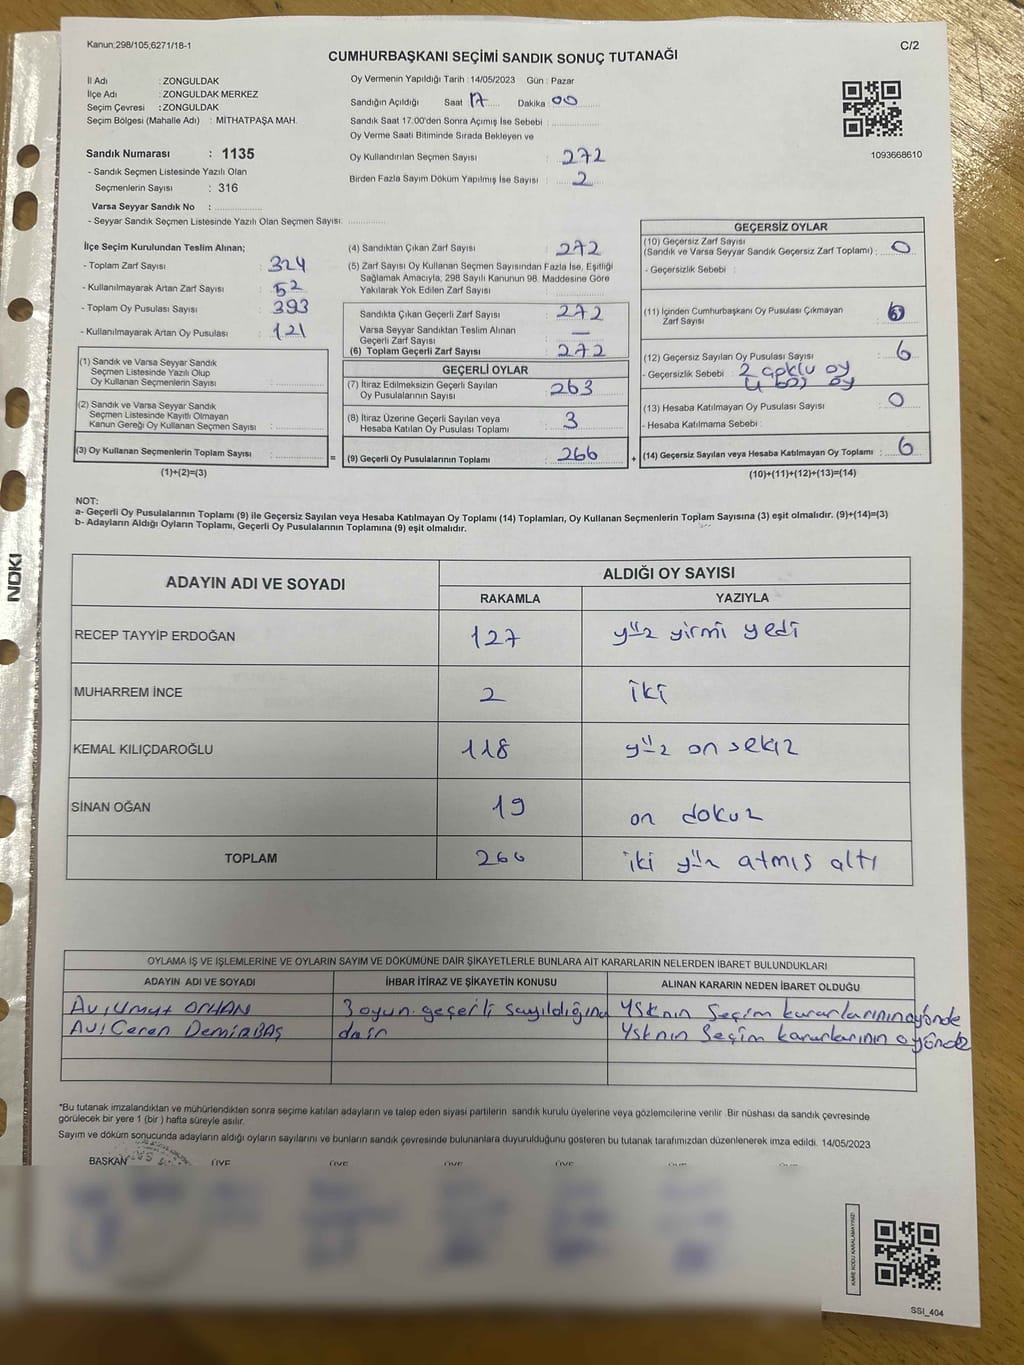 Kanun;298/105,6271/18-1
C/2
CUMHURBAŞKANI SEÇİMİ SANDIK SONUÇ TUTANAĞI
İl Adı : ZONGULDAK
İlçe Adı : ZONGULDAK MERKEZ
Seçim Çevresi : ZONGULDAK
Seçim Bölgesi (Mahalle Adı) : MİTHATPAŞA MAH.
Oy Vermenin Yapıldığı Tarih : 14/05/2023 Gün : Pazar
Sandığın Açıldığı Saat 17 Dakika 00
Sandık Saat 17:00'den Sonra Açımış İse Sebebi :
Oy Verme Saati Bitiminde Sırada Bekleyen ve
Oy Kullandırılan Seçmen Sayısı : 272
Birden Fazla Sayım Döküm Yapılmış İse Sayısı : 2
1093668610
Sandık Numarası : 1135
- Sandık Seçmen Listesinde Yazılı Olan
Seçmenlerin Sayısı : 316
Varsa Seyyar Sandık No :
- Seyyar Sandık Seçmen Listesinde Yazılı Olan Seçmen Sayısı:
İlçe Seçim Kurulundan Teslim Alınan;
- Toplam Zarf Sayısı : 324
- Kullanılmayarak Artan Zarf Sayısı : 52
- Toplam Oy Pusulası Sayısı : 393
- Kullanılmayarak Artan Oy Pusulası : 121
(1) Sandık ve Varsa Seyyar Sandık
Seçmen Listesinde Yazılı Olup
Oy Kullanan Seçmenlerin Sayısı :
(2) Sandık ve Varsa Seyyar Sandık
Seçmen Listesinde Kayıtlı Olmayan
Kanun Gereği Oy Kullanan Seçmen Sayısı :
(3) Oy Kullanan Seçmenlerin Toplam Sayısı :
(1)+(2)=(3)
(4) Sandıktan Çıkan Zarf Sayısı : 272
(5) Zarf Sayısı Oy Kullanan Seçmen Sayısından Fazla İse, Eşitliği
Sağlamak Amacıyla; 298 Sayılı Kanunun 98. Maddesine Göre
Yakılarak Yok Edilen Zarf Sayısı :
Sandıkta Çıkan Geçerli Zarf Sayısı : 272
Varsa Seyyar Sandıktan Teslim Alınan
Geçerli Zarf Sayısı : —
(6) Toplam Geçerli Zarf Sayısı : 272
GEÇERLİ OYLAR
(7) İtiraz Edilmeksizin Geçerli Sayılan
Oy Pusulalarının Sayısı : 263
(8) İtiraz Üzerine Geçerli Sayılan veya
Hesaba Katılan Oy Pusulası Toplamı : 3
= (9) Geçerli Oy Pusulalarının Toplamı : 266
GEÇERSİZ OYLAR
(10) Geçersiz Zarf Sayısı
(Sandık ve Varsa Seyyar Sandık Geçersiz Zarf Toplamı) : 0
- Geçersizlik Sebebi :
(11) İçinden Cumhurbaşkanı Oy Pusulası Çıkmayan
Zarf Sayısı :
(12) Geçersiz Sayılan Oy Pusulası Sayısı : 6
- Geçersizlik Sebebi : 2 çoklu oy
4 boş oy
(13) Hesaba Katılmayan Oy Pusulası Sayısı : 0
- Hesaba Katılmama Sebebi :
+ (14) Geçersiz Sayılan veya Hesaba Katılmayan Oy Toplamı : 6
(10)+(11)+(12)+(13)=(14)
NOT:
a- Geçerli Oy Pusulalarının Toplamı (9) ile Geçersiz Sayılan veya Hesaba Katılmayan Oy Toplamı (14) Toplamları, Oy Kullanan Seçmenlerin Toplam Sayısına (3) eşit olmalıdır. (9)+(14)=(3)
b- Adayların Aldığı Oyların Toplamı, Geçerli Oy Pusulalarının Toplamına (9) eşit olmalıdır.
ADAYIN ADI VE SOYADI
ALDIĞI OY SAYISI
RAKAMLA YAZIYLA
RECEP TAYYİP ERDOĞAN 127 yüz yirmi yedi
MUHARREM İNCE 2 iki
KEMAL KILIÇDAROĞLU 118 yüz on sekiz
SİNAN OĞAN 19 on dokuz
TOPLAM 266 iki yüz atmış altı
OYLAMA İŞ VE İŞLEMLERİNE VE OYLARIN SAYIM VE DÖKÜMÜNE DAİR ŞİKAYETLERLE BUNLARA AİT KARARLARIN NELERDEN İBARET BULUNDUKLARI
ADAYIN ADI VE SOYADI İHBAR İTİRAZ VE ŞİKAYETİN KONUSU ALINAN KARARIN NEDEN İBARET OLDUĞU
Av, Umut ORHAN 3 oyun geçerli sayıldığına YSK'nın Seçim kararlarının
Av, Ceren DemirBAŞ dair YSK'nın Seçim kararlarının
*Bu tutanak imzalandıktan ve mühürlendikten sonra seçime katılan adayların ve talep eden siyasi partilerin sandık kurulu üyelerine veya gözlemcilerine verilir. Bir nüshası da sandık çevresinde
görülecek bir yere 1 (bir) hafta süreyle asılır.
Sayım ve döküm sonucunda adayların aldığı oyların sayılarını ve bunların sandık çevresinde bulunanlara duyurulduğunu gösteren bu tutanak tarafımızdan düzenlenerek imza edildi. 14/05/2023
BAŞKAN ÜYE ÜYE ÜYE ÜYE ÜYE
KARE KODU KARALAMAYINIZ!
SSİ_404
NOKI